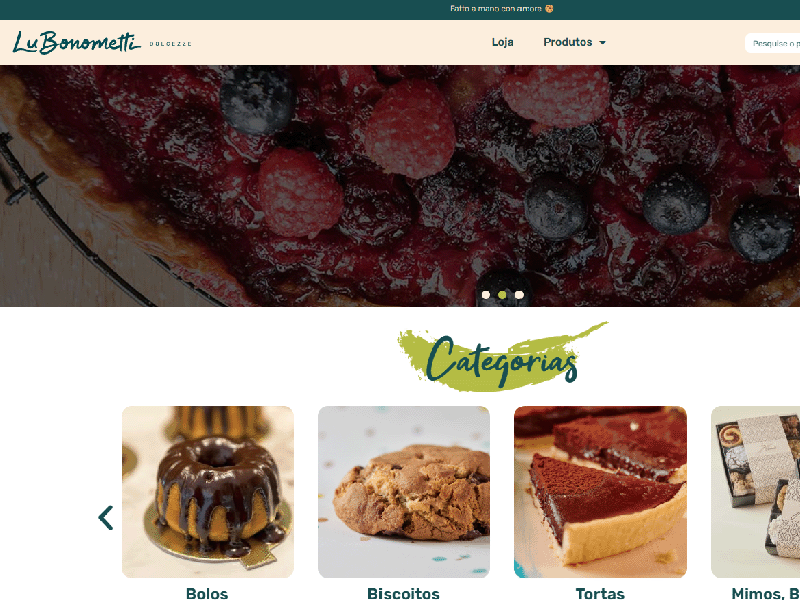 Fatto a mano con amore
Lu Bonometti DOLCEZZE
Loja
Produtos
Pesquise o p
Categorias
Bolos
Biscoitos
Tortas
Mimos, B